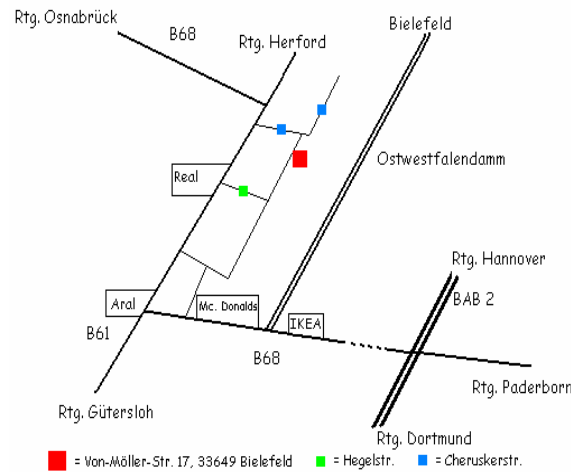 Rtg. Osnabrück
B68
Rtg. Herford
Bielefeld
Ostwestfalendamm
Real
Rtg. Hannover
BAB 2
Aral
Mc. Donalds
IKEA
B61
B68
Rtg. Paderborn
Rtg. Gütersloh
Rtg. Dortmund
= Von-Möller-Str. 17, 33649 Bielefeld = Hegelstr. = Cheruskerstr.